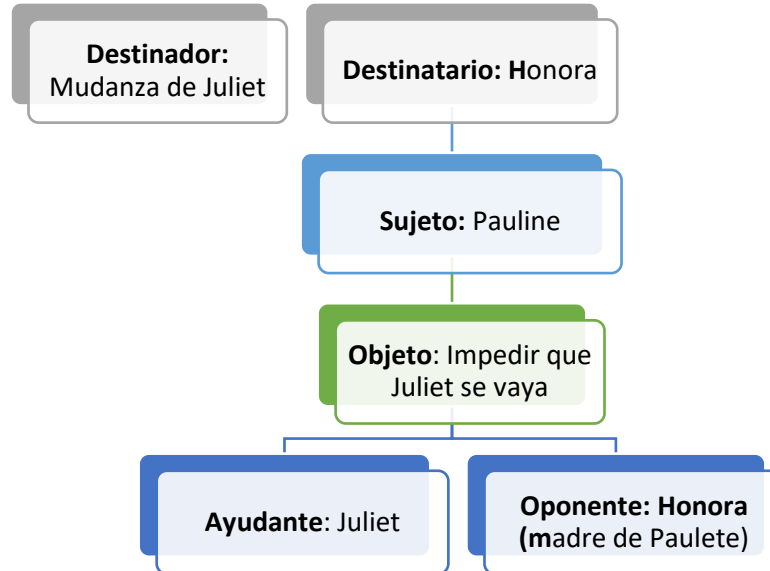 Destinador:
Mudanza de Juliet
Destinatario: Honora
Sujeto: Pauline
Objeto: Impedir que
Juliet se vaya
Ayudante: Juliet
Oponente: Honora
(madre de Paulete)